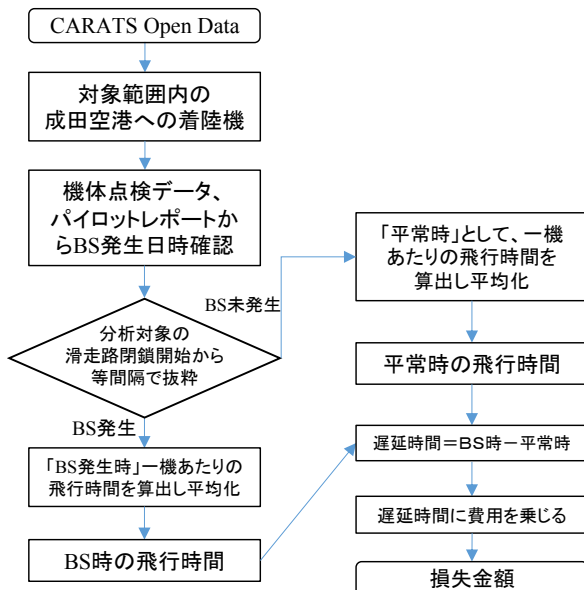 CARATS Open Data
対象範囲内の
成田空港への着陸機
機体点検データ、
パイロットレポートか
らBS発生日時確認
分析対象の
滑走路閉鎖開始から
等間隔で抜粋
BS未発生
BS発生
「BS発生時」一機あたりの
飛行時間を算出し平均化
BS時の飛行時間
「平常時」として、一機
あたりの飛行時間を
算出し平均化
平常時の飛行時間
遅延時間＝BS時－平常時
遅延時間に費用を乗じる
損失金額